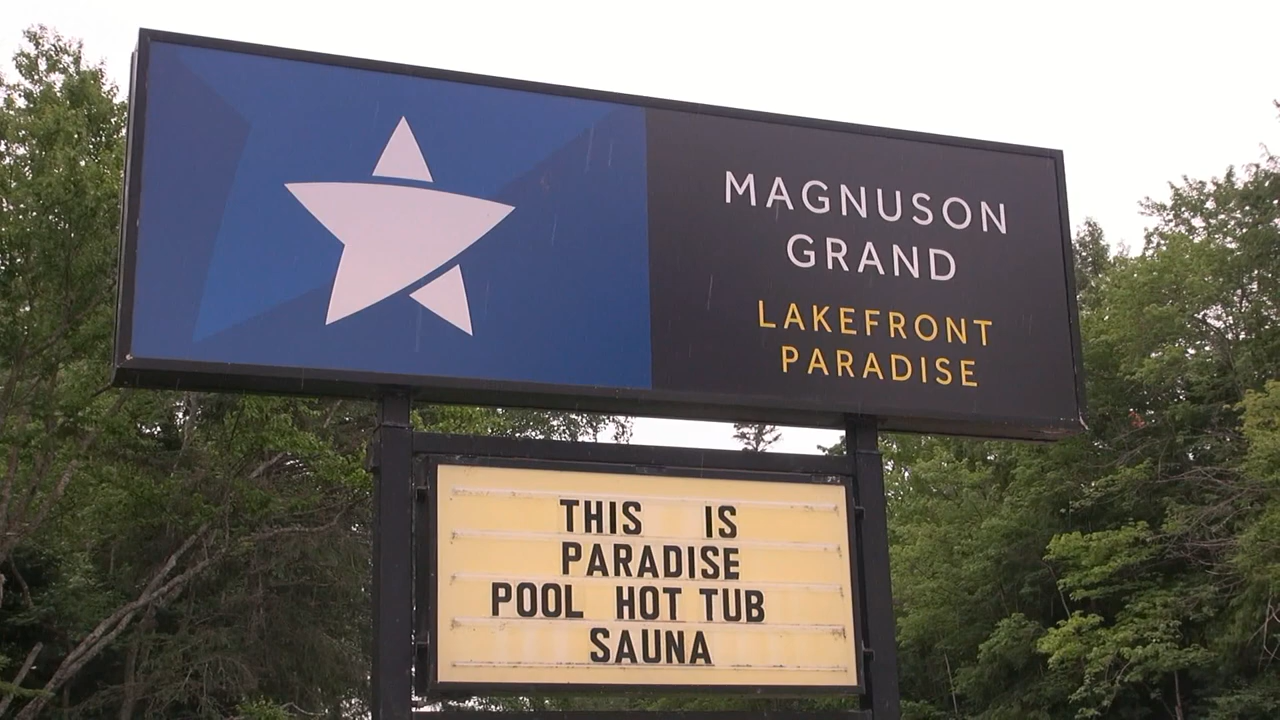 MAGNUSON
GRAND
LAKEFRONT
PARADISE
THIS IS
PARADISE
POOL HOT TUB
SAUNA